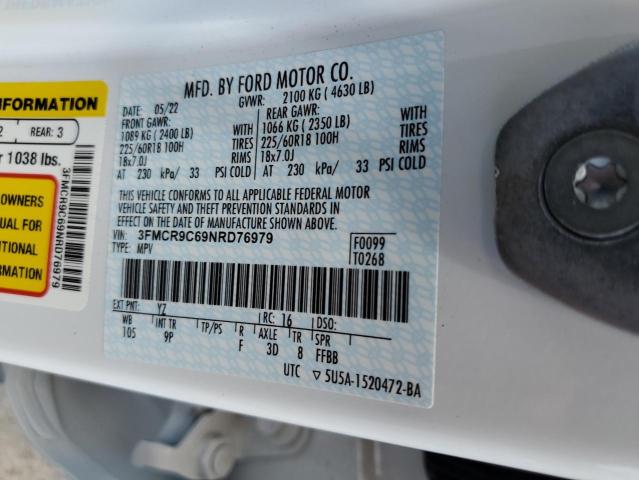 MFD. BY FORD MOTOR CO.
DATE: 05/22 GVWR: 2100 KG (4630 LB)
FRONT GAWR: REAR GAWR:
1089 KG (2400 LB) WITH 1066 KG (2350 LB) WITH
225/60R18 100H TIRES 225/60R18 100H TIRES
18x7.0J RIMS 18x7.0J RIMS
AT 230 kPa/ 33 PSI COLD AT 230 kPa/ 33 PSI COLD
THIS VEHICLE CONFORMS TO ALL APPLICABLE FEDERAL MOTOR
VEHICLE SAFETY AND THEFT PREVENTION STANDARDS IN
EFFECT ON THE DATE OF MANUFACTURE SHOWN ABOVE.
VIN: 3FMCR9C69NRD76979 F0099
TYPE: MPV T0268
EXT PNT: YZ RC: 16 DSO:
WB INT TR TP/PS R AXLE TR SPR
105 9P F 3D 8 FFBB
UTC ▽ 5U5A-1520472-BA
INFORMATION
2 REAR: 3
r 1038 lbs.
OWNERS
UAL FOR
ITIONAL
ORMATION
3FMCR9C69NRD76979